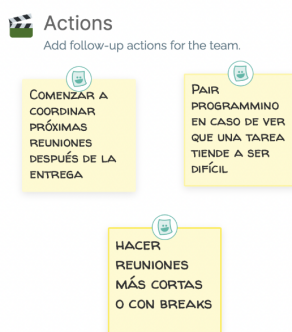 Actions
Add follow-up actions for the team.
COMENZAR A
COORDINAR
PRÓXIMAS
REUNIONES
DESPUÉS DE LA
ENTREGA
PAIR
PROGRAMMINO
EN CASO DE VER
QUE UNA TAREA
TIENDE A SER
DIFÍCIL
HACER
REUNIONES
MÁS CORTAS
O CON BREAKS